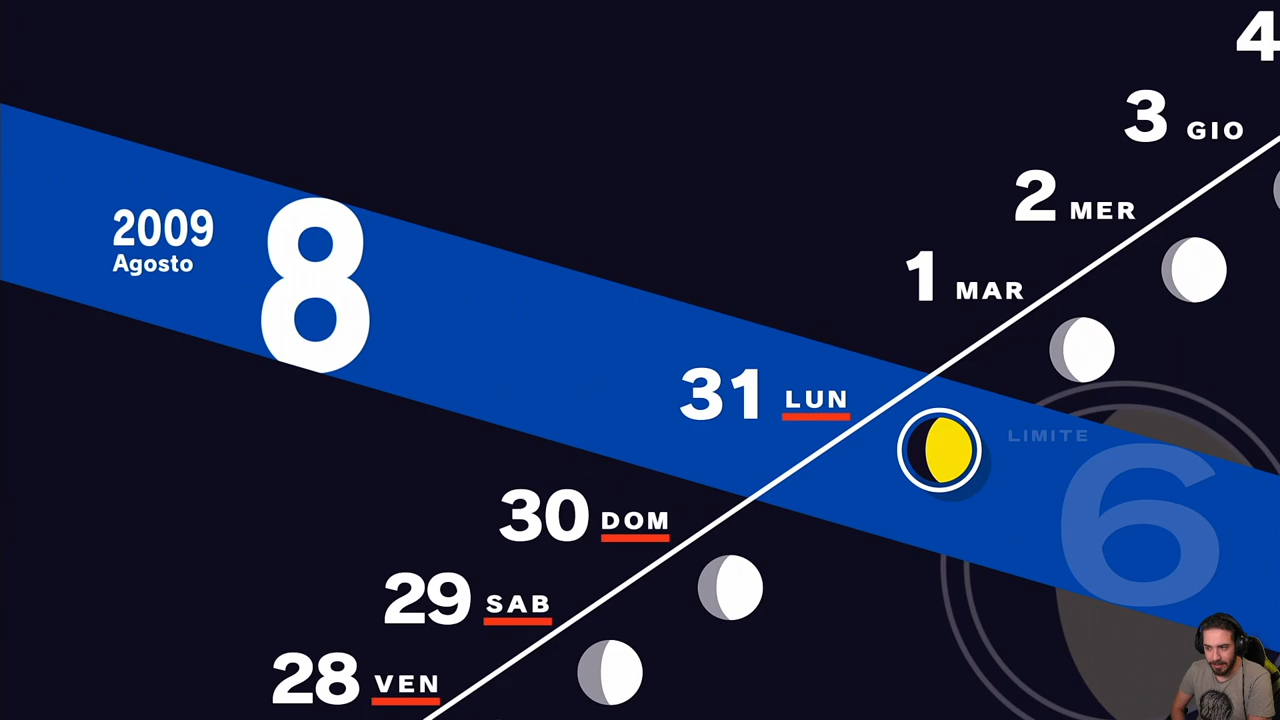 4
3 GIO
2 MER
1 MAR
2009
Agosto
8
31 LUN
LIMITE
6
30 DOM
29 SAB
28 VEN